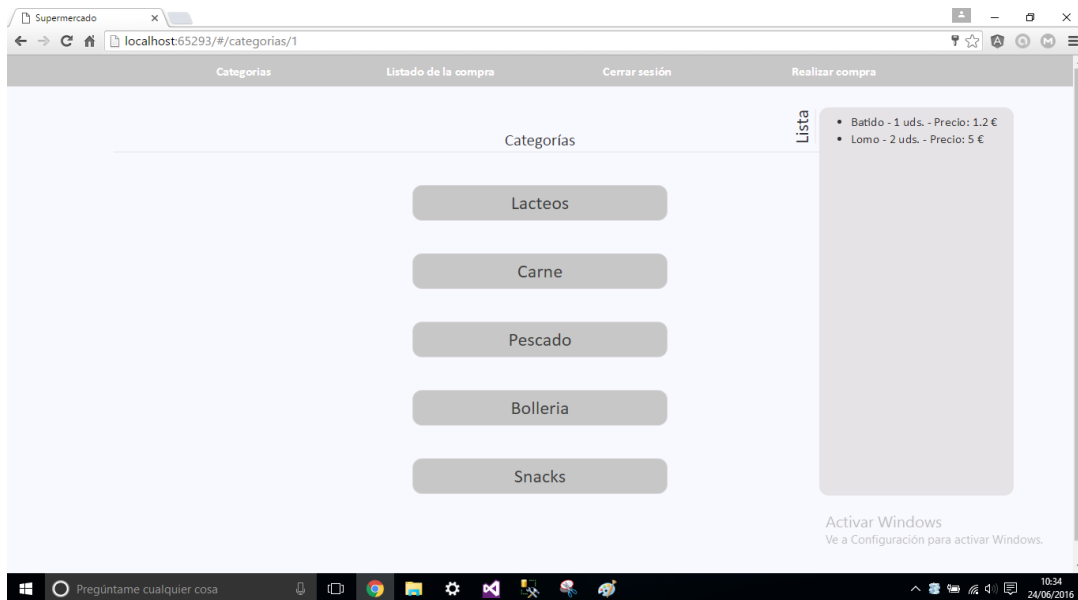 Supermercado
localhost:65293/#/categorias/1
Categorias Listado de la compra Cerrar sesión Realizar compra
Categorías
Lacteos
Carne
Pescado
Bolleria
Snacks
Lista
Batido - 1 uds. - Precio: 1.2 €
Lomo - 2 uds. - Precio: 5 €
Activar Windows
Ve a Configuración para activar Windows.
Pregúntame cualquier cosa
10:34
24/06/2016